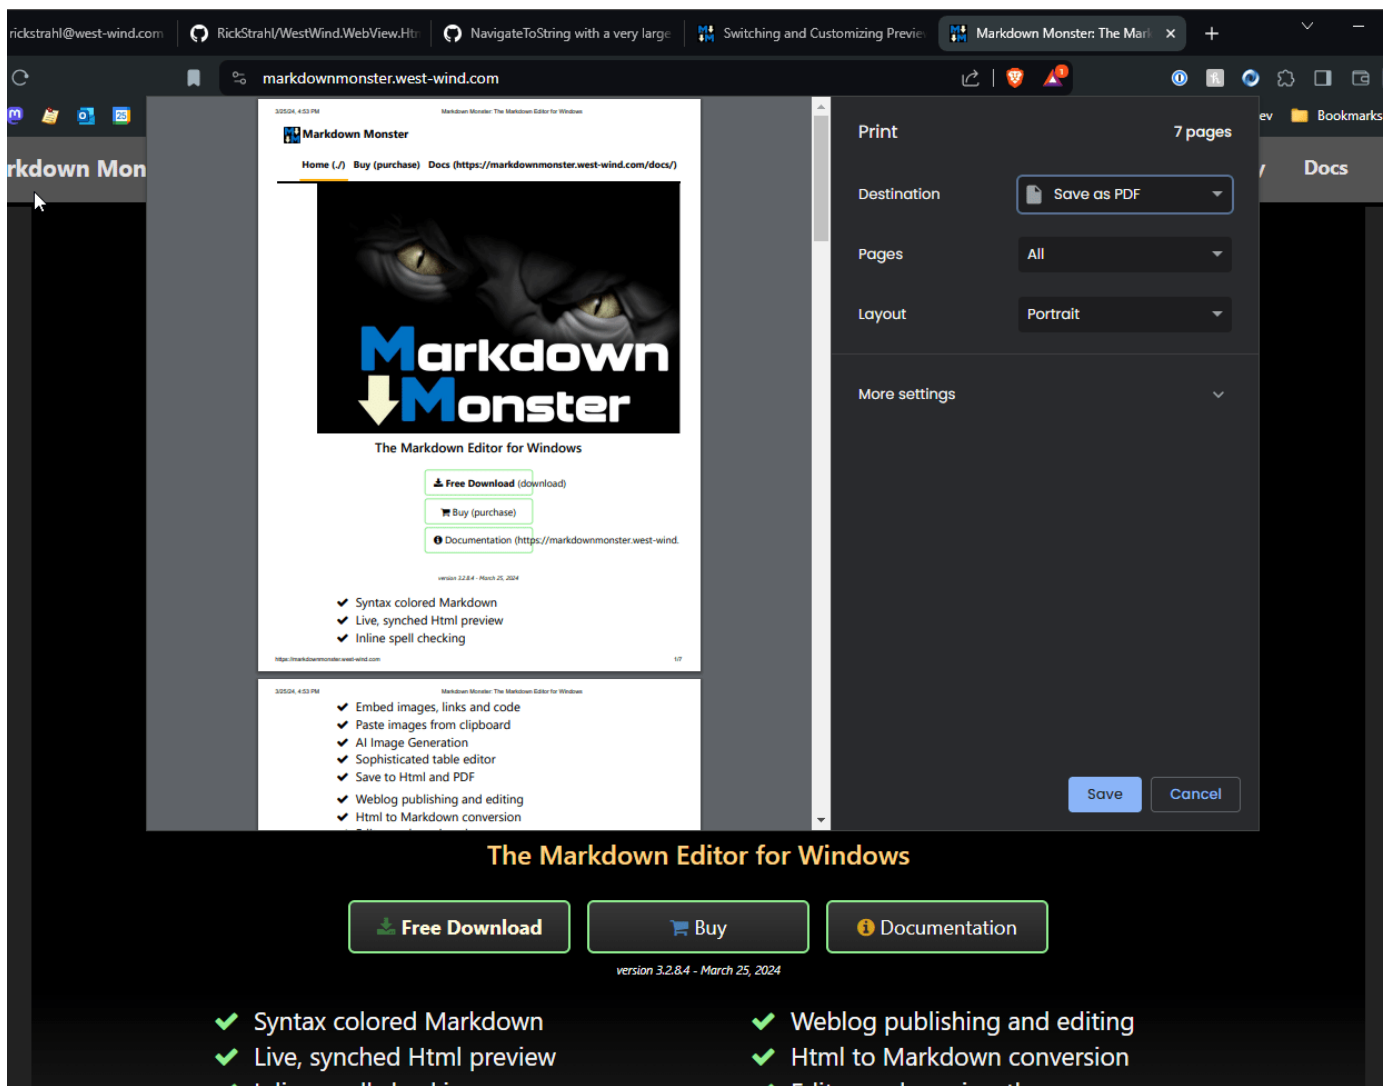 rickstrahl@west-wind.com
RickStrahl/WestWind.WebView.Htm
NavigateToString with a very large
Switching and Customizing Previe
Markdown Monster: The Mark
markdownmonster.west-wind.com
1
25
ev
Bookmarks
rkdown Mon
y
Docs
3/25/24, 4:53 PM
Markdown Monster: The Markdown Editor for Windows
Markdown Monster
Home (./) Buy (purchase) Docs (https://markdownmonster.west-wind.com/docs/)
Markdown
Monster
The Markdown Editor for Windows
Free Download (download)
Buy (purchase)
Documentation (https://markdownmonster.west-wind.
version 3.2.8.4 - March 25, 2024
Syntax colored Markdown
Live, synched Html preview
Inline spell checking
https://markdownmonster.west-wind.com
1/7
3/25/24, 4:53 PM
Markdown Monster: The Markdown Editor for Windows
Embed images, links and code
Paste images from clipboard
AI Image Generation
Sophisticated table editor
Save to Html and PDF
Weblog publishing and editing
Html to Markdown conversion
Print
7 pages
Destination
Save as PDF
Pages
All
Layout
Portrait
More settings
Save
Cancel
The Markdown Editor for Windows
Free Download
Buy
Documentation
version 3.2.8.4 - March 25, 2024
Syntax colored Markdown
Weblog publishing and editing
Live, synched Html preview
Html to Markdown conversion